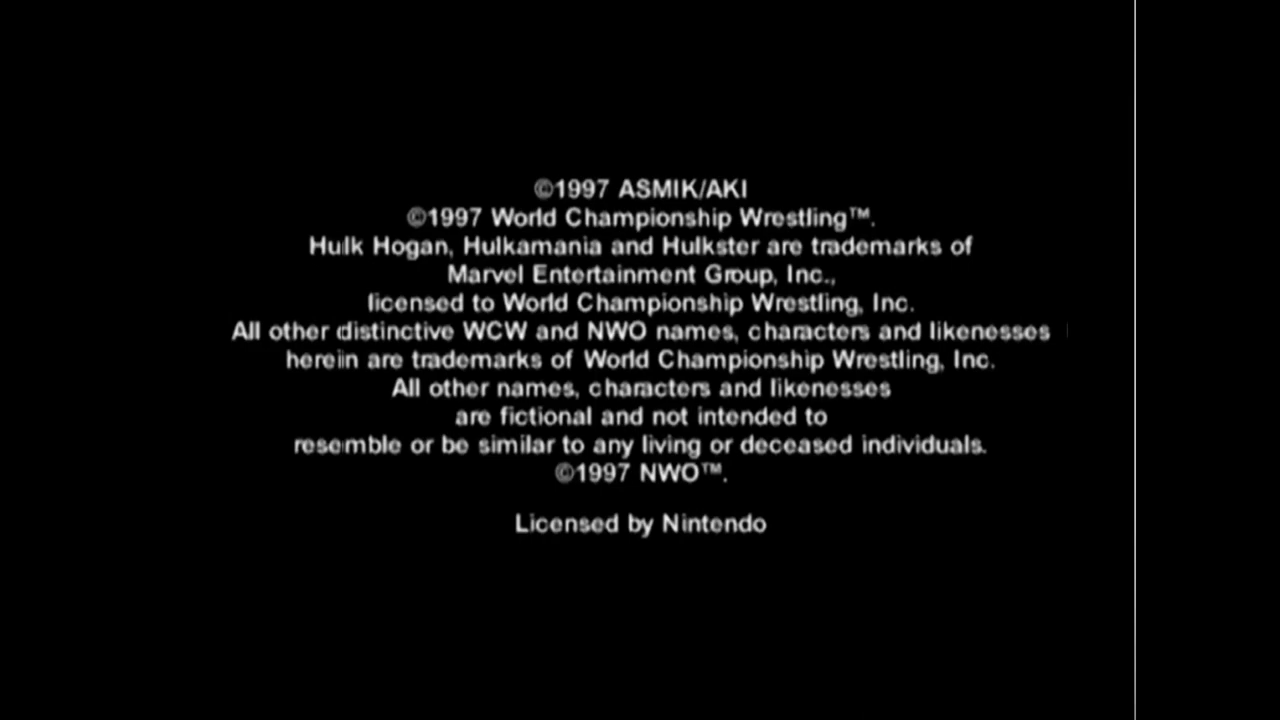 ©1997 ASMIK/AKI
©1997 World Championship Wrestling™.
Hulk Hogan, Hulkamania and Hulkster are trademarks of
Marvel Entertainment Group, Inc.,
licensed to World Championship Wrestling, Inc.
All other distinctive WCW and NWO names, characters and likenesses
herein are trademarks of World Championship Wrestling, Inc.
All other names, characters and likenesses
are fictional and not intended to
resemble or be similar to any living or deceased individuals.
©1997 NWO™.
Licensed by Nintendo